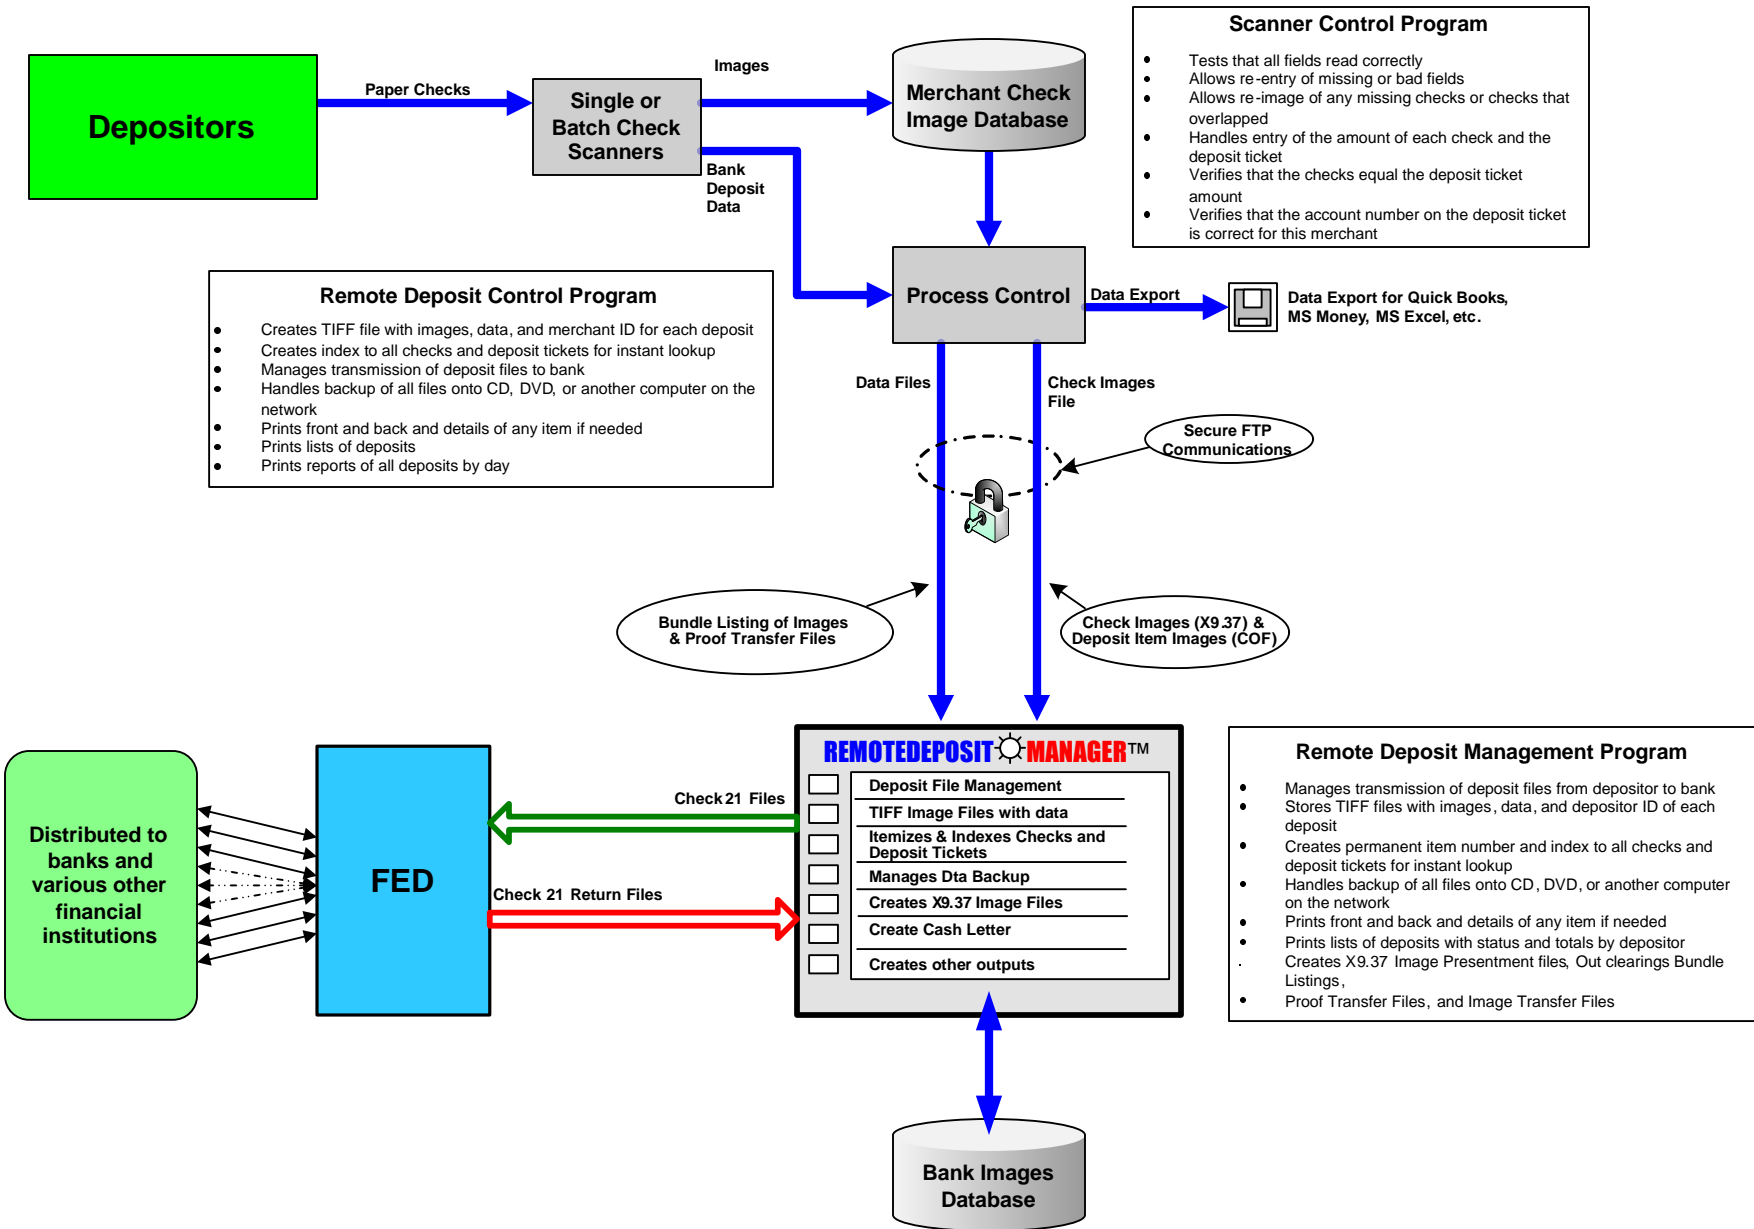 Scanner Control Program
Tests that all fields read correctly
Allows re-entry of missing or bad fields
Allows re-image of any missing checks or checks that
overlapped
Handles entry of the amount of each check and the
deposit ticket
Verifies that the checks equal the deposit ticket
amount
Verifies that the account number on the deposit ticket
is correct for this merchant
Depositors
Paper Checks
Single or
Batch Check
Scanners
Images
Bank
Deposit
Data
Merchant Check
Image Database
Remote Deposit Control Program
Creates TIFF file with images, data, and merchant ID for each deposit
Creates index to all checks and deposit tickets for instant lookup
Manages transmission of deposit files to bank
Handles backup of all files onto CD, DVD, or another computer on the
network
Prints front and back and details of any item if needed
Prints lists of deposits
Prints reports of all deposits by day
Process Control
Data Export
Data Export for Quick Books,
MS Money, MS Excel, etc.
Data Files
Check Images
File
Secure FTP
Communications
Bundle Listing of Images
& Proof Transfer Files
Check Images (X9.37) &
Deposit Item Images (COF)
Distributed to
banks and
various other
financial
institutions
FED
Check 21 Files
Check 21 Return Files
REMOTEDEPOSIT MANAGER™
Deposit File Management
TIFF Image Files with data
Itemizes & Indexes Checks and
Deposit Tickets
Manages Dta Backup
Creates X9.37 Image Files
Create Cash Letter
Creates other outputs
Remote Deposit Management Program
Manages transmission of deposit files from depositor to bank
Stores TIFF files with images, data, and depositor ID of each
deposit
Creates permanent item number and index to all checks and
deposit tickets for instant lookup
Handles backup of all files onto CD, DVD, or another computer
on the network
Prints front and back and details of any item if needed
Prints lists of deposits with status and totals by depositor
Creates X9.37 Image Presentment files, Out clearings Bundle
Listings,
Proof Transfer Files, and Image Transfer Files
Bank Images
Database